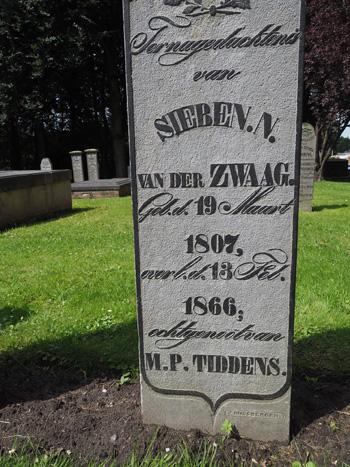 Ter nagedachtenis
van
SIEBEN. N.
VAN DER ZWAAG.
Geb. d. 19 Maart
1807,
overl. d. 13 Feb.
1866;
echtgenoot van
M.P. TIDDENS.